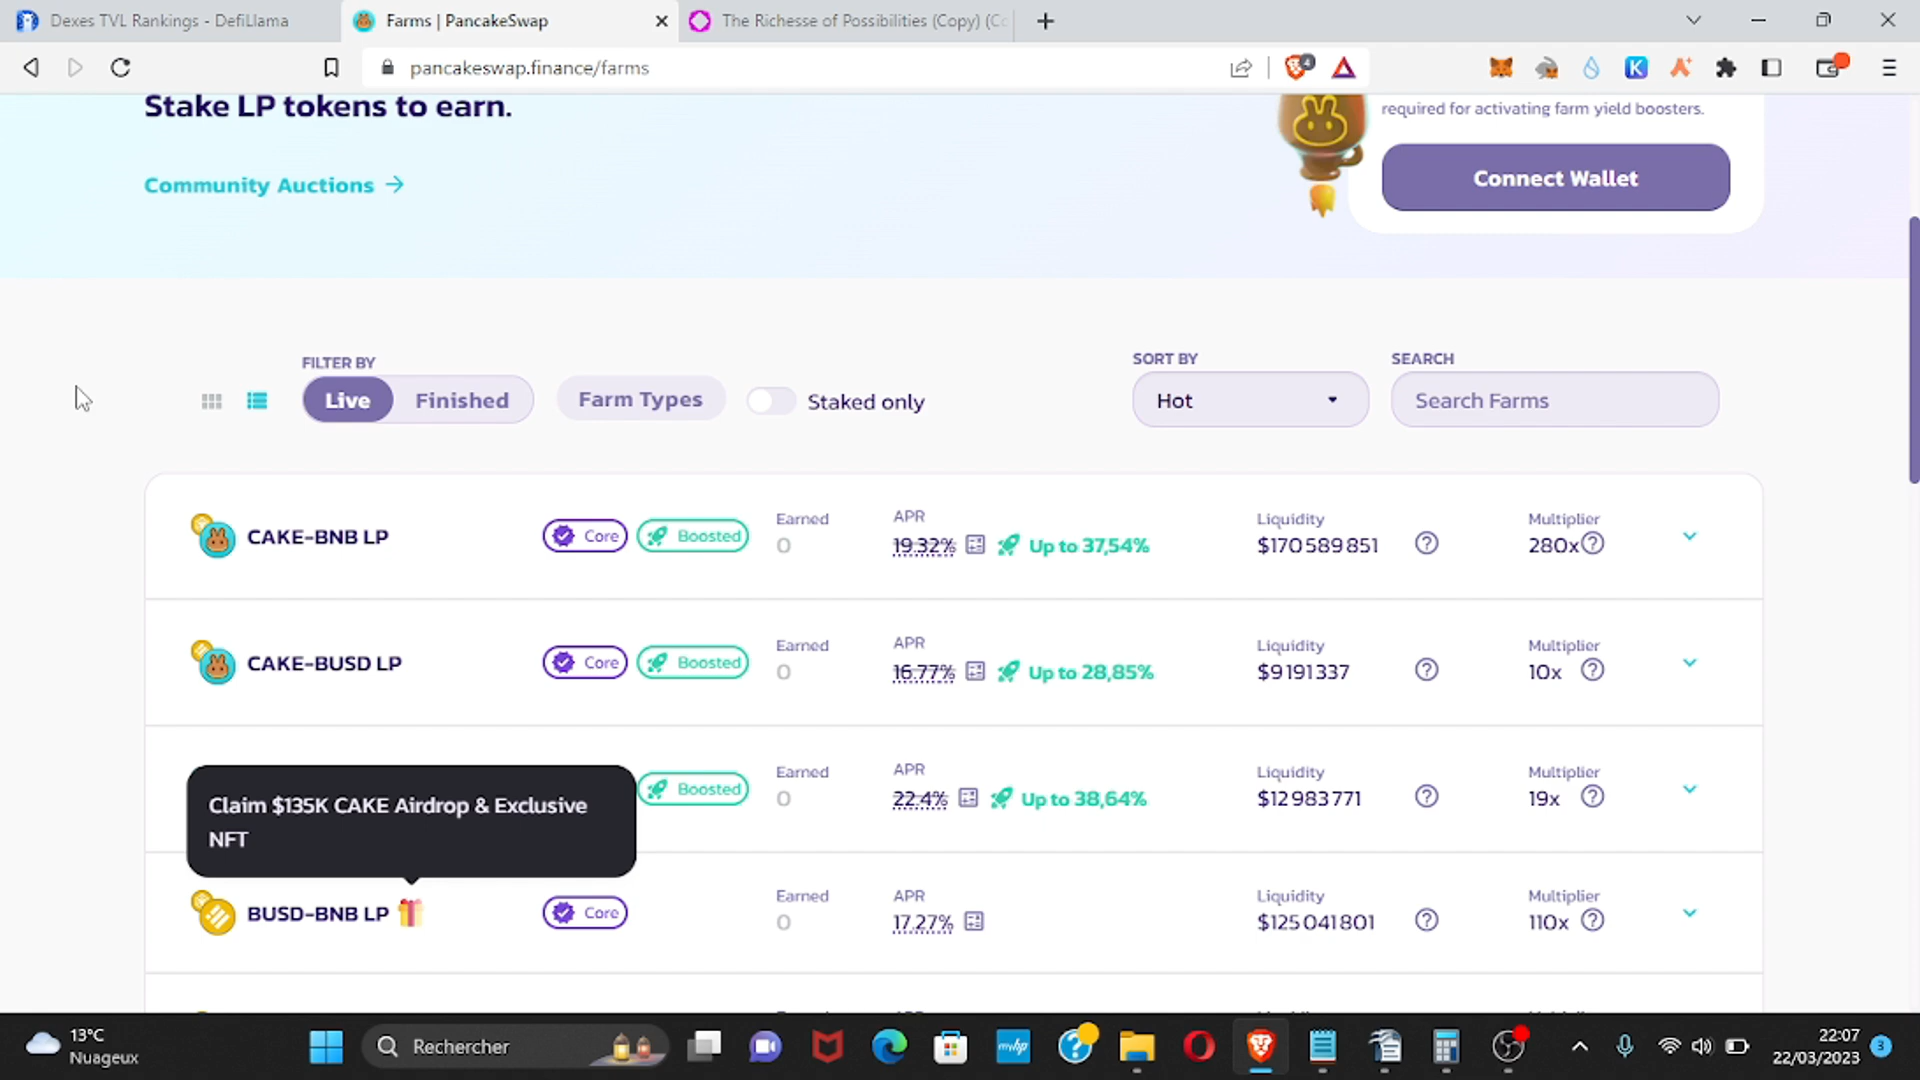 Dexes TVL Rankings - DefiLlama
Farms | PancakeSwap
The Richesse of Possibilities (Copy) (Co
pancakeswap.finance/farms
4
Stake LP tokens to earn.
required for activating farm yield boosters.
Community Auctions
Connect Wallet
FILTER BY
SORT BY
SEARCH
Live
Finished
Farm Types
Staked only
Hot
Search Farms
CAKE-BNB LP
Core
Boosted
Earned
0
APR
19.32%
Up to 37,54%
Liquidity
$170 589 851
Multiplier
280x
CAKE-BUSD LP
Core
Boosted
Earned
0
APR
16.77%
Up to 28,85%
Liquidity
$9 191 337
Multiplier
10x
Claim $135K CAKE Airdrop & Exclusive
NFT
Boosted
Earned
0
APR
22.4%
Up to 38,64%
Liquidity
$12 983 771
Multiplier
19x
BUSD-BNB LP
Core
Earned
0
APR
17.27%
Liquidity
$125 041 801
Multiplier
110x
13°C
Nuageux
Rechercher
myhp
22:07
22/03/2023
3